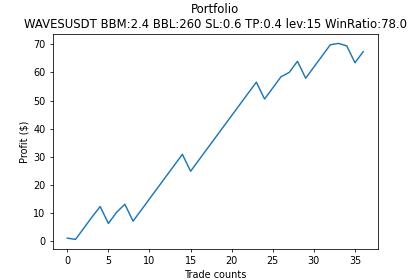 Portfolio
WAVESUSDT BBM:2.4 BBL:260 SL:0.6 TP:0.4 lev:15 WinRatio:78.0
Profit ($)
70
60
50
40
30
20
10
0
0 5 10 15 20 25 30 35
Trade counts